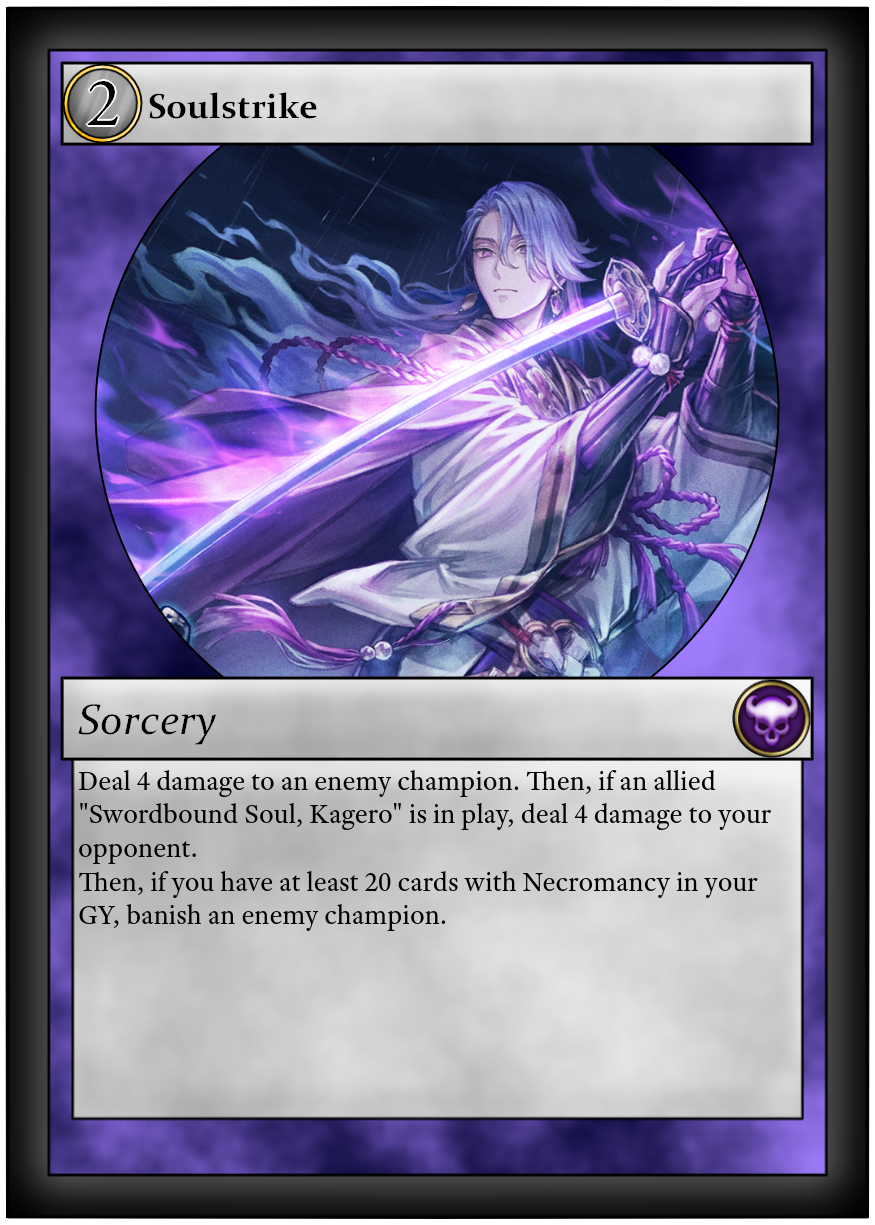 2 Soulstrike
Sorcery
Deal 4 damage to an enemy champion. Then, if an allied
"Swordbound Soul, Kagero" is in play, deal 4 damage to your
opponent.
Then, if you have at least 20 cards with Necromancy in your
GY, banish an enemy champion.